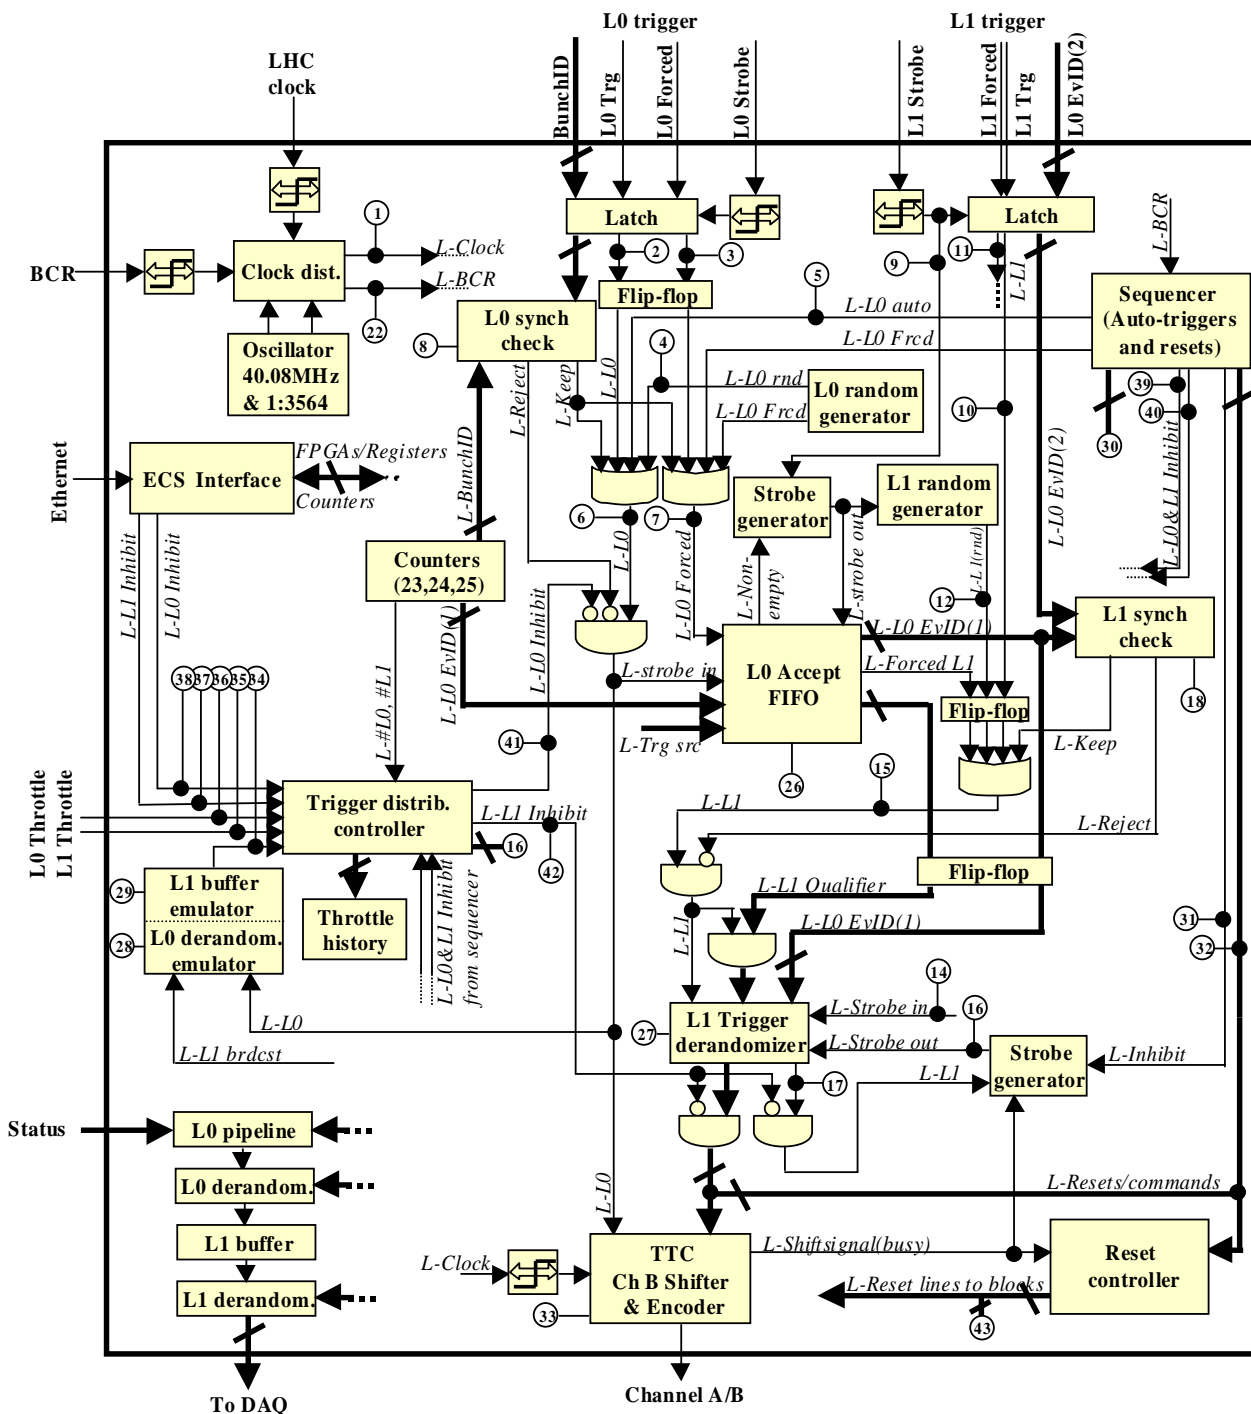 L0 trigger
L1 trigger
LHC
clock
BunchID
L0 Trg
L0 Forced
L0 Strobe
L1 Strobe
L1 Forced
L1 Trg
L0 EvID(2)
Latch
Latch
1
2
3
5
9
11
L-Clock
L-BCR
BCR
Clock dist.
22
L-L1
L-BCR
Flip-flop
Sequencer
(Auto-triggers
and resets)
L0 synch
check
8
L-L0 auto
L-L0 Frcd
4
L-Reject
L-Keep
L-L0
L-L0 rnd
L-L0 Frcd
L0 random
generator
Oscillator
40.08MHz
& 1:3564
10
39
40
30
L-L0&L1 Inhibit
L-L0 EvID(2)
Ethernet
ECS Interface
FPGAs/Registers
Counters
L-BunchID
6
7
Strobe
generator
L1 random
generator
L-L1 Inhibit
L-L0 Inhibit
Counters
(23,24,25)
L-L0
L-L0 Forced
L-Non-
empty
L-strobe out
L-L1(rnd)
12
L1 synch
check
18
L-L0 Inhibit
L-L0 EvID(1)
L-#L0, #L1
L-strobe in
L0 Accept
FIFO
L-L0 EvID(1)
L-Forced L1
Flip-flop
L-Keep
L-Trg src
38
37
36
35
34
41
26
15
L0 Throttle
L1 Throttle
Trigger distrib.
controller
L-L1 Inhibit
16
42
L-L1
L-Reject
29
L1 buffer
emulator
28
L0 derandom.
emulator
Throttle
history
L-L0&L1 Inhibit
from sequencer
L-L1 Qualifier
Flip-flop
L-L1
L-L0 EvID(1)
31
32
14
16
L-L0
L-L1 brdcst
27
L1 Trigger
derandomizer
L-Strobe in
L-Strobe out
Strobe
generator
L-Inhibit
17
L-L1
Status
L0 pipeline
L0 derandom.
L1 buffer
L1 derandom.
L-L0
L-Resets/commands
L-Clock
33
TTC
Ch B Shifter
& Encoder
L-Shiftsignal(busy)
L-Reset lines to blocks
43
Reset
controller
To DAQ
Channel A/B